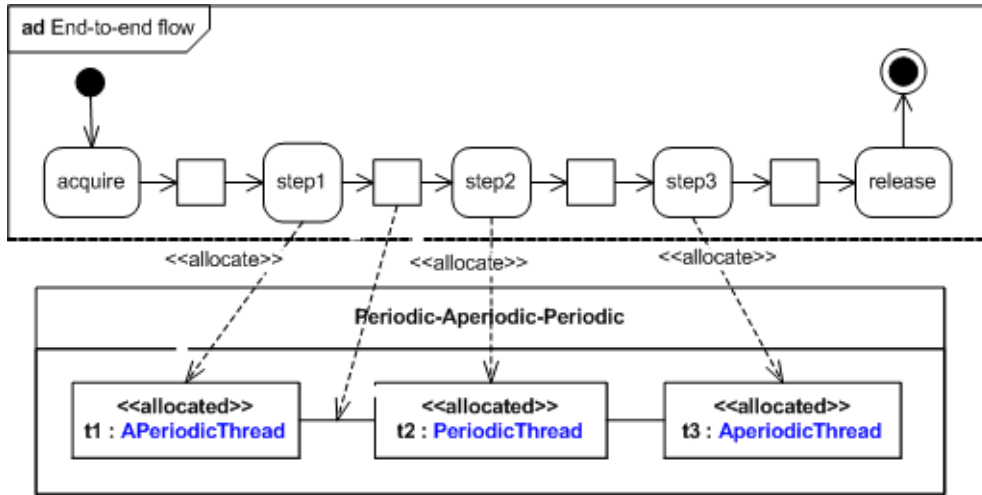 ad End-to-end flow
acquire
step1
step2
step3
release
<<allocate>>
<<allocate>>
<<allocate>>
Periodic-Aperiodic-Periodic
<<allocated>>
t1 : APeriodicThread
<<allocated>>
t2 : PeriodicThread
<<allocated>>
t3 : AperiodicThread